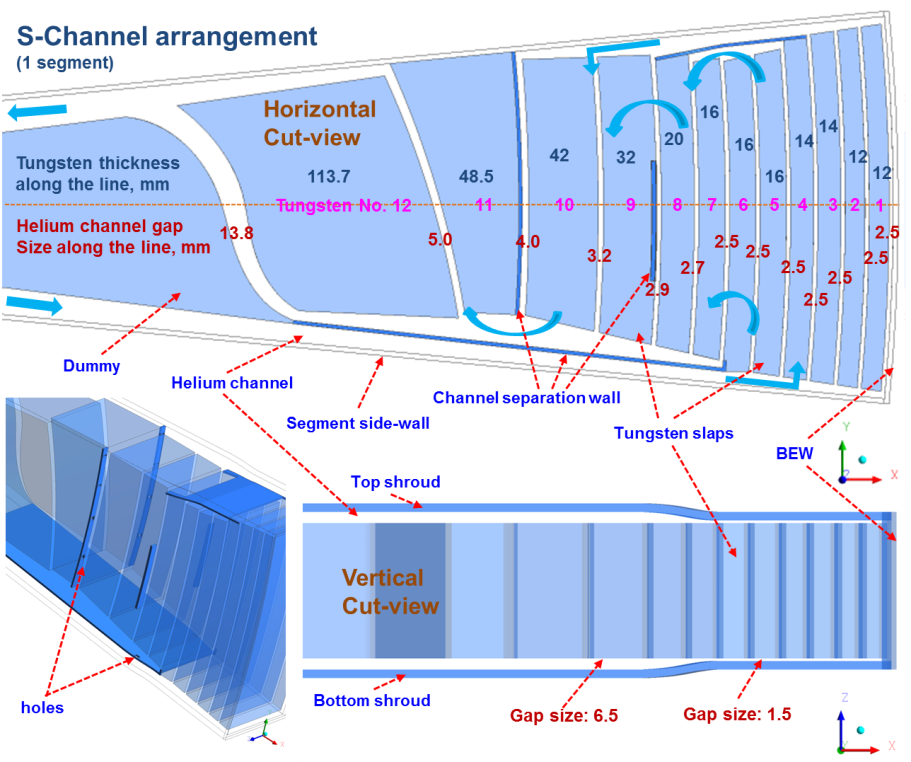 S-Channel arrangement
(1 segment)
Horizontal
Cut-view
Tungsten thickness
along the line, mm
113.7
48.5
42
32
20
16
16
16
14
14
12
12
Tungsten No. 12
11
10
9
8
7
6
5
4
3
2
1
Helium channel gap
Size along the line, mm
13.8
5.0
4.0
3.2
2.9
2.7
2.5
2.5
2.5
2.5
2.5
2.5
2.5
Dummy
Helium channel
Segment side-wall
Channel separation wall
Tungsten slaps
BEW
Y
Z
X
holes
Top shroud
Vertical
Cut-view
Bottom shroud
Gap size: 6.5
Gap size: 1.5
Z
Y
X